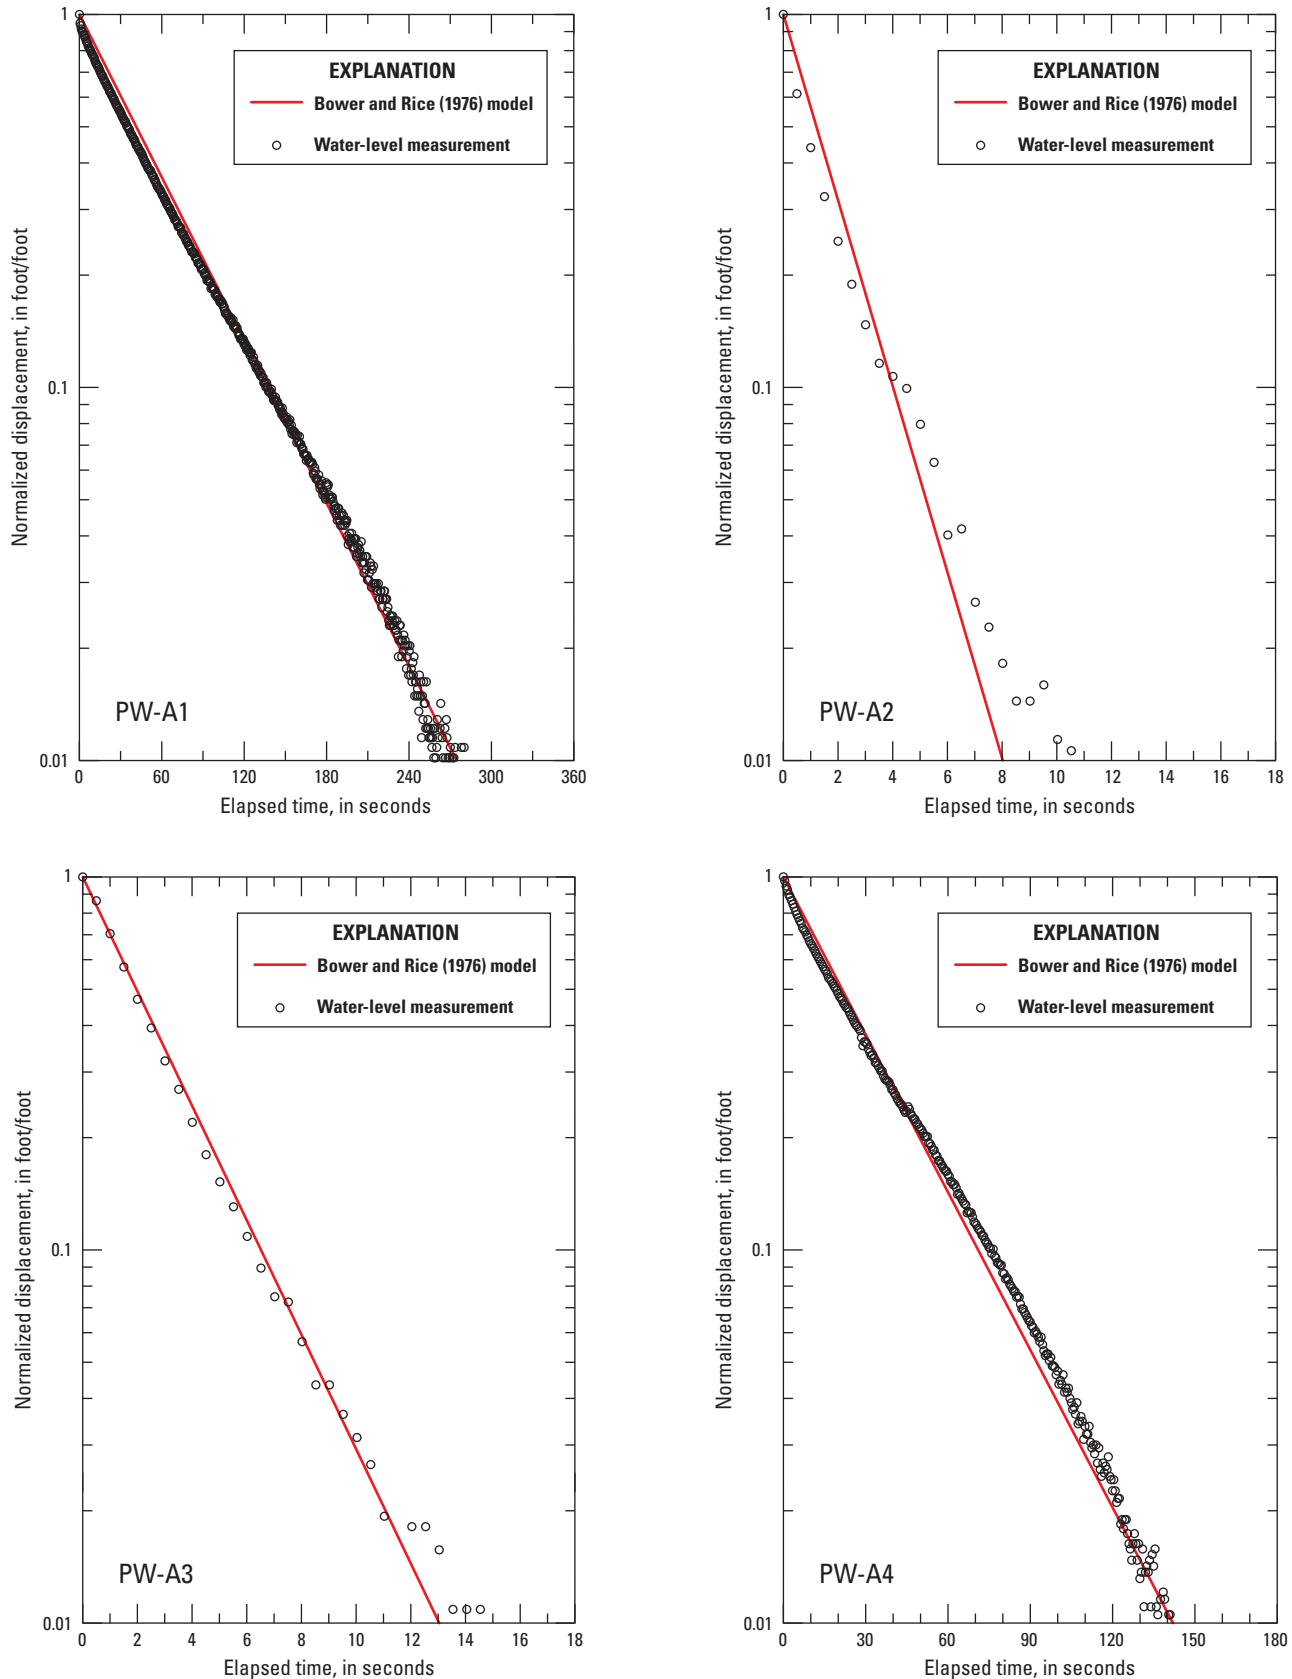 1
EXPLANATION
Bower and Rice (1976) model
Water-level measurement
Normalized displacement, in foot/foot
0.1
PW-A1
0.01
0 60 120 180 240 300 360
Elapsed time, in seconds
1
EXPLANATION
Bower and Rice (1976) model
Water-level measurement
Normalized displacement, in foot/foot
0.1
PW-A2
0.01
0 2 4 6 8 10 12 14 16 18
Elapsed time, in seconds
1
EXPLANATION
Bower and Rice (1976) model
Water-level measurement
Normalized displacement, in foot/foot
0.1
PW-A3
0.01
0 2 4 6 8 10 12 14 16 18
Elapsed time, in seconds
1
EXPLANATION
Bower and Rice (1976) model
Water-level measurement
Normalized displacement, in foot/foot
0.1
PW-A4
0.01
0 30 60 90 120 150 180
Elapsed time, in seconds